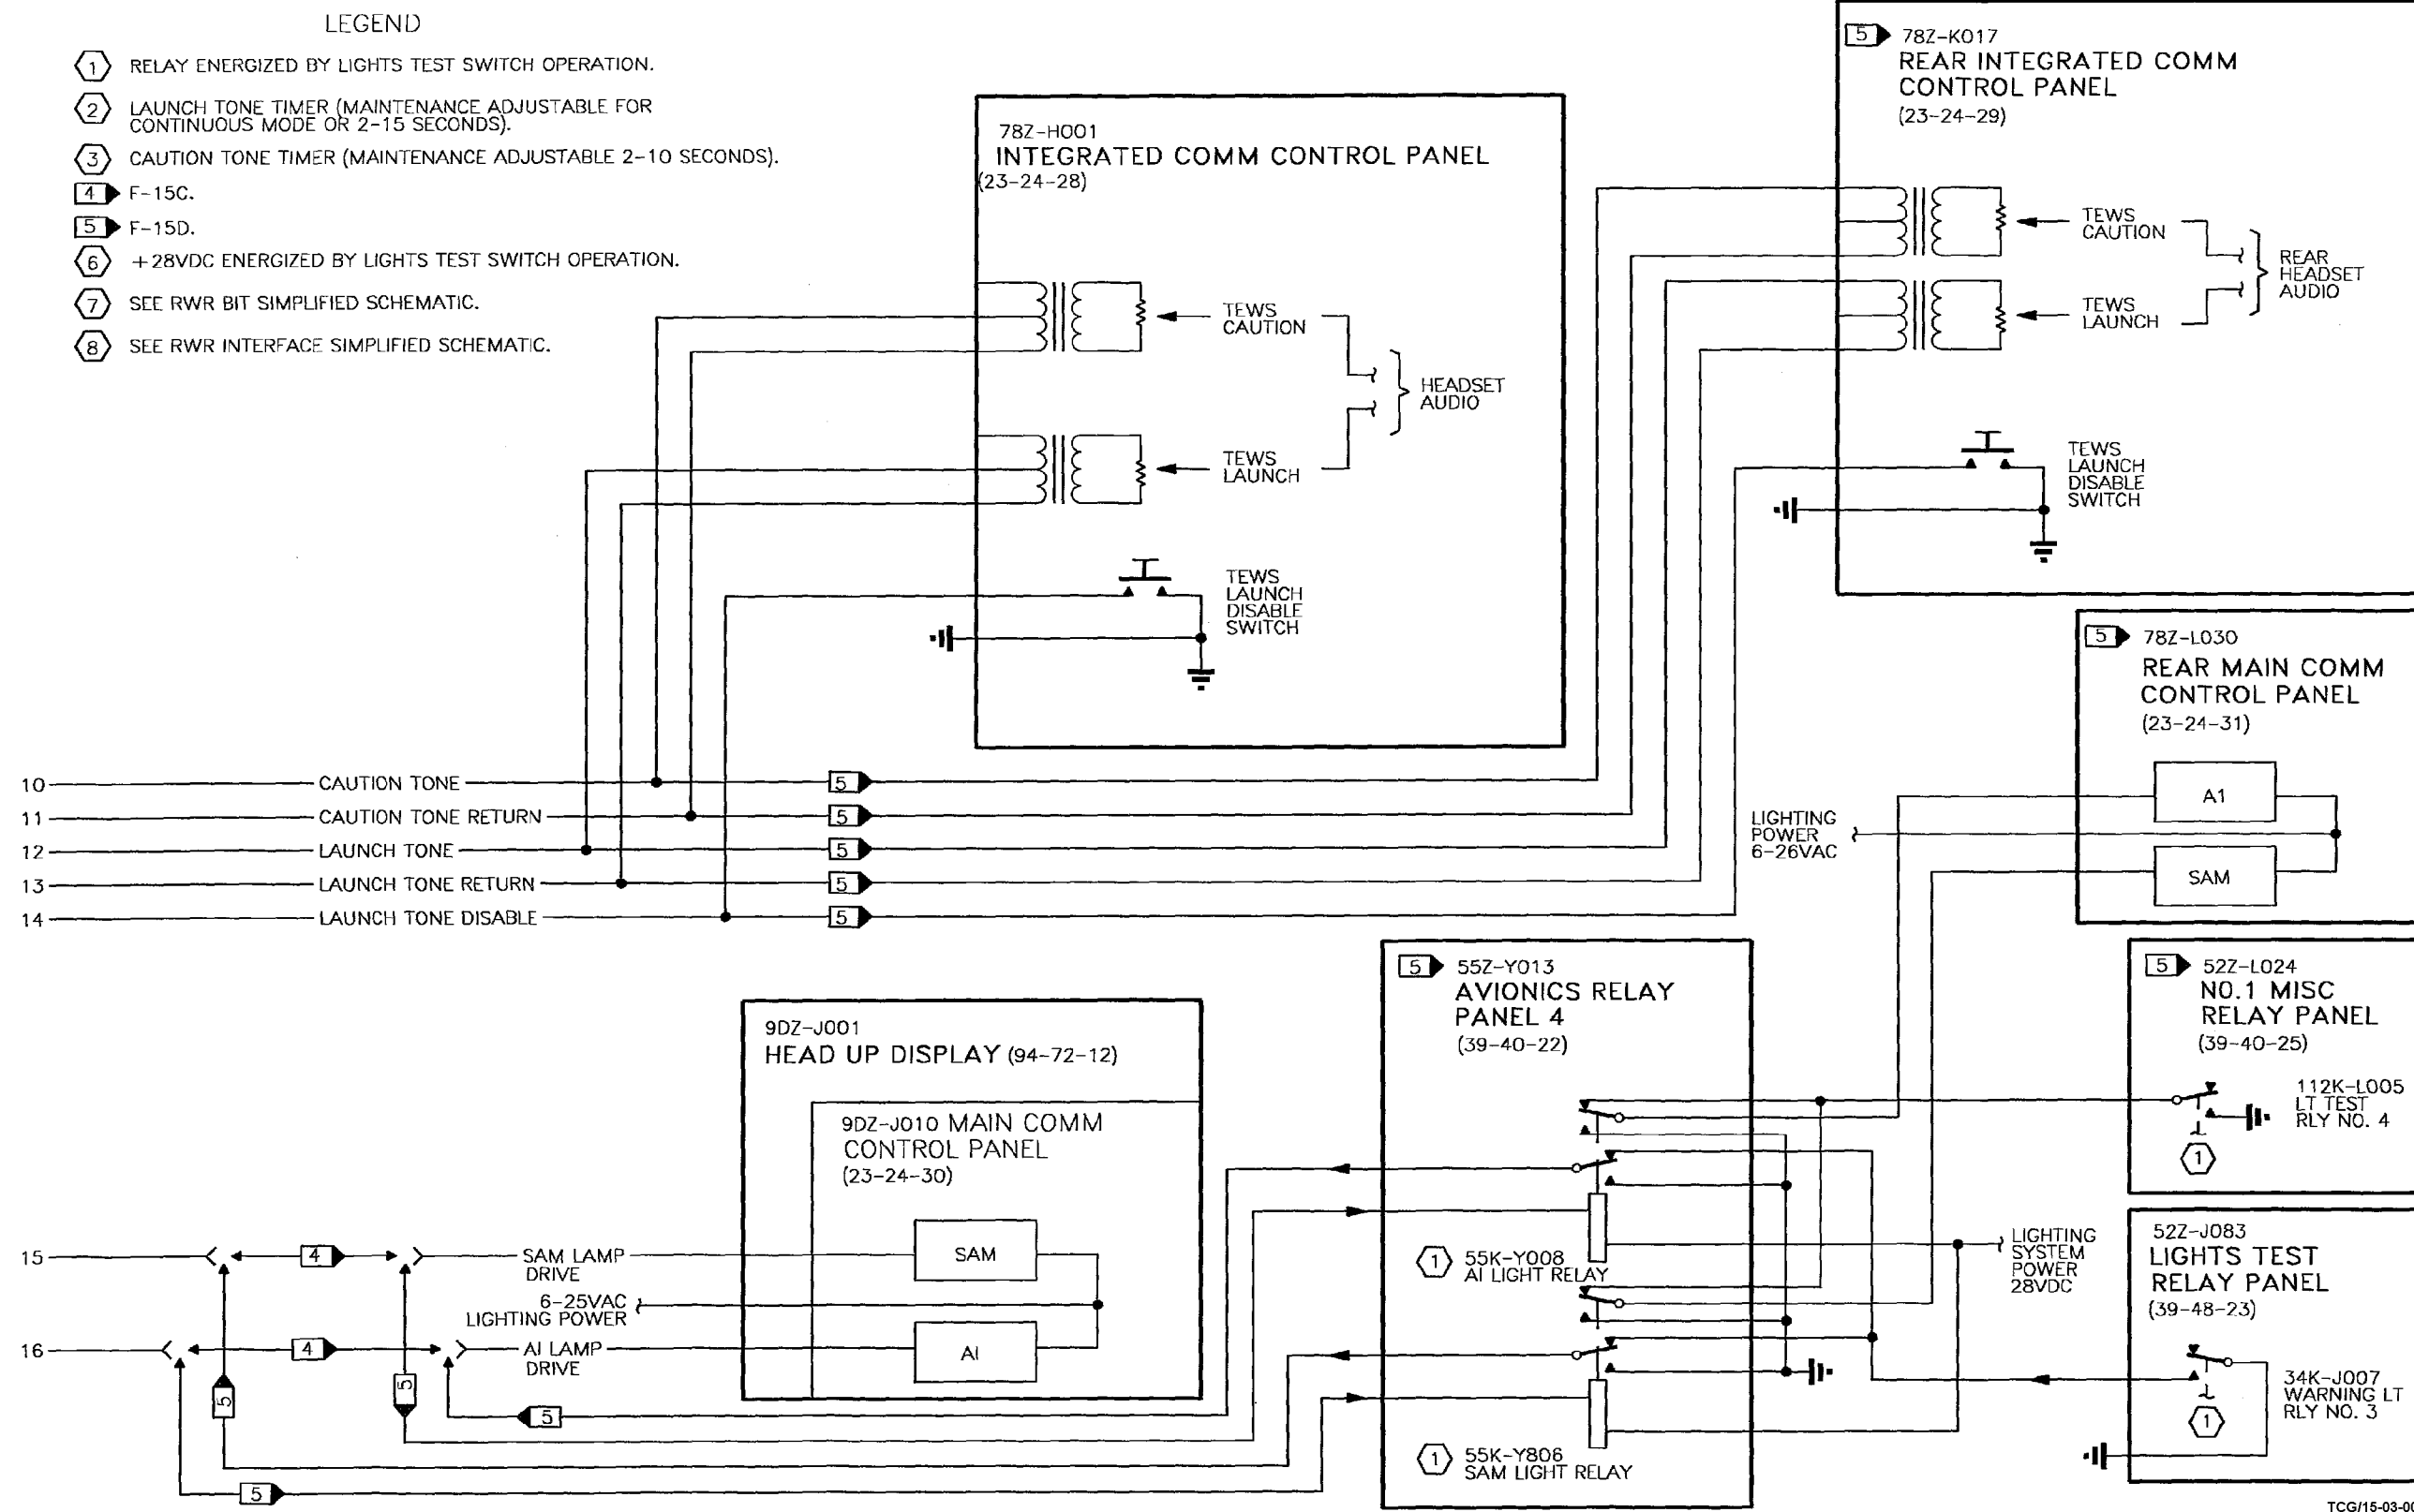 LEGEND
1 RELAY ENERGIZED BY LIGHTS TEST SWITCH OPERATION.
2 LAUNCH TONE TIMER (MAINTENANCE ADJUSTABLE FOR
CONTINUOUS MODE OR 2-15 SECONDS).
3 CAUTION TONE TIMER (MAINTENANCE ADJUSTABLE 2-10 SECONDS).
4 F-15C.
5 F-15D.
6 +28VDC ENERGIZED BY LIGHTS TEST SWITCH OPERATION.
7 SEE RWR BIT SIMPLIFIED SCHEMATIC.
8 SEE RWR INTERFACE SIMPLIFIED SCHEMATIC.
78Z-H001
INTEGRATED COMM CONTROL PANEL
(23-24-28)
TEWS
CAUTION
HEADSET
AUDIO
TEWS
LAUNCH
TEWS
LAUNCH
DISABLE
SWITCH
5 78Z-K017
REAR INTEGRATED COMM
CONTROL PANEL
(23-24-29)
TEWS
CAUTION
REAR
HEADSET
AUDIO
TEWS
LAUNCH
TEWS
LAUNCH
DISABLE
SWITCH
5 78Z-L030
REAR MAIN COMM
CONTROL PANEL
(23-24-31)
A1
LIGHTING
POWER
6-26VAC
SAM
10 CAUTION TONE 5
11 CAUTION TONE RETURN 5
12 LAUNCH TONE 5
13 LAUNCH TONE RETURN 5
14 LAUNCH TONE DISABLE 5
9DZ-J001
HEAD UP DISPLAY (94-72-12)
9DZ-J010 MAIN COMM
CONTROL PANEL
(23-24-30)
15 4 SAM LAMP
DRIVE
SAM
6-25VAC
LIGHTING POWER
16 4 AI LAMP
DRIVE
AI
5
5
5
5
5 55Z-Y013
AVIONICS RELAY
PANEL 4
(39-40-22)
1 55K-Y008
AI LIGHT RELAY
1 55K-Y806
SAM LIGHT RELAY
LIGHTING
SYSTEM
POWER
28VDC
5 52Z-L024
NO.1 MISC
RELAY PANEL
(39-40-25)
112K-L005
LT TEST
RLY NO. 4
1
52Z-J083
LIGHTS TEST
RELAY PANEL
(39-48-23)
34K-J007
WARNING LT
RLY NO. 3
1
TCG/15-03-00